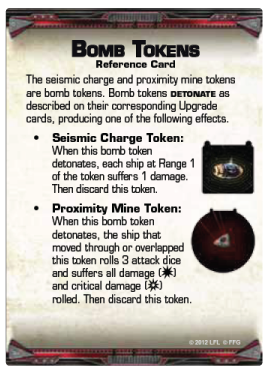 Bomb Tokens
Reference Card
The seismic charge and proximity mine tokens
are bomb tokens. Bomb tokens DETONATE as
described on their corresponding Upgrade
cards, producing one of the following effects.
• Seismic Charge Token:
When this bomb token
detonates, each ship at Range 1
of the token suffers 1 damage.
Then discard this token.
• Proximity Mine Token:
When this bomb token
detonates, the ship that
moved through or overlapped
this token rolls 3 attack dice
and suffers all damage ()
and critical damage ()
rolled. Then discard this token.
© 2012 LFL © FFG